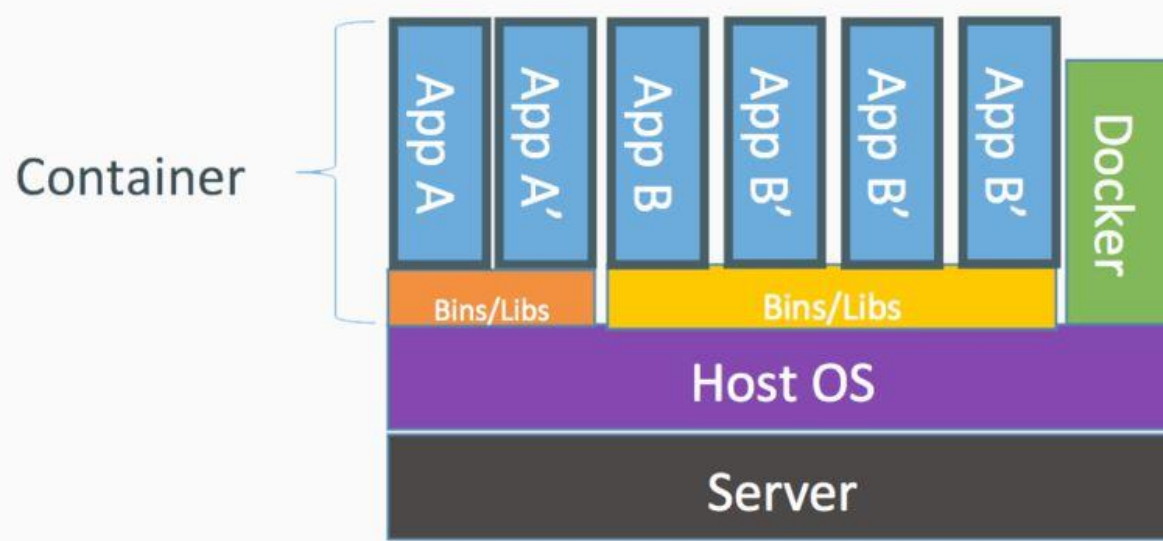 Container
App A
App A’
App B
App B’
App B’
App B’
Docker
Bins/Libs
Bins/Libs
Host OS
Server